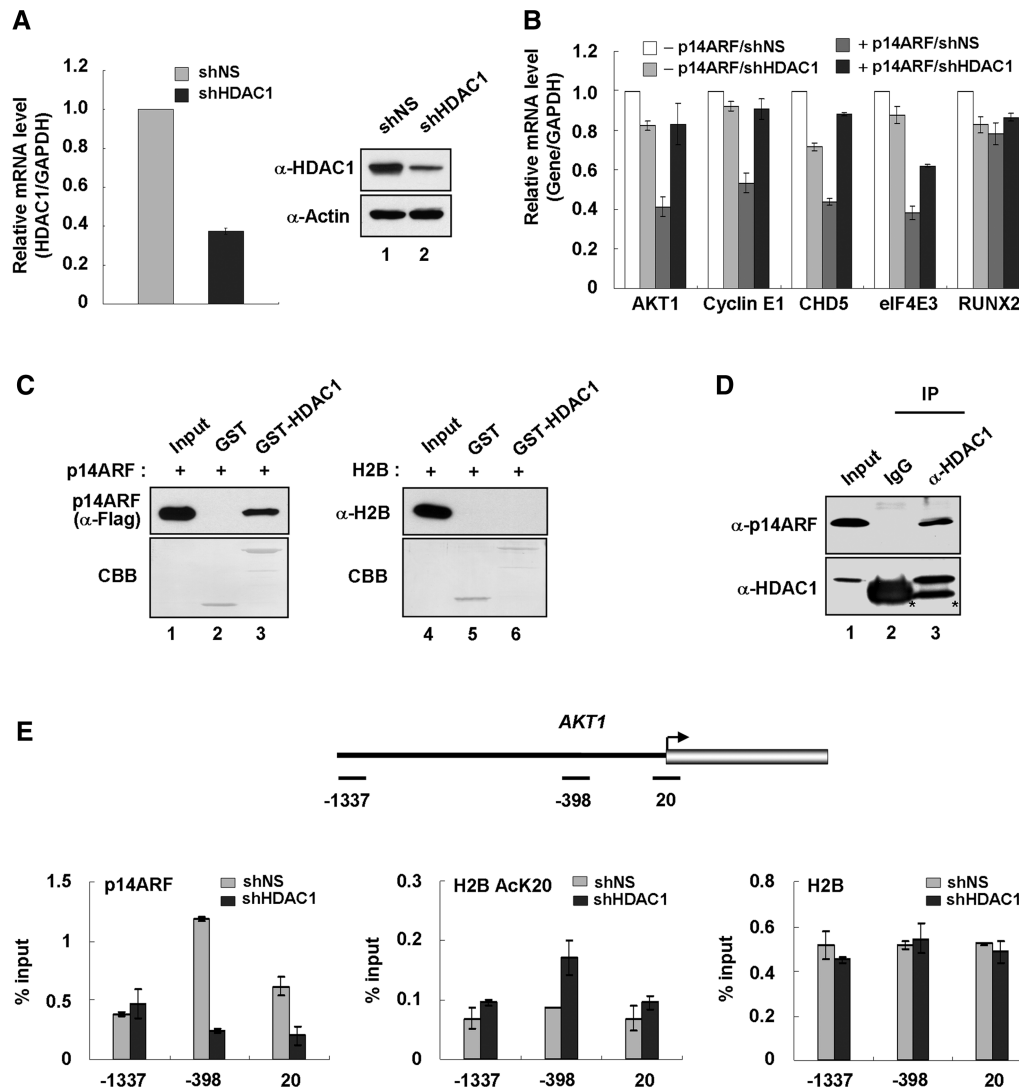 A
Relative mRNA level
(HDAC1/GAPDH)
1.2
1.0
0.8
0.6
0.4
0.2
0
shNS
shHDAC1
shNS
shHDAC1
α-HDAC1
α-Actin
1 2
B
Relative mRNA level
(Gene/GAPDH)
– p14ARF/shNS
+ p14ARF/shNS
– p14ARF/shHDAC1
+ p14ARF/shHDAC1
1.2
1.0
0.8
0.6
0.4
0.2
0
AKT1 Cyclin E1 CHD5 eIF4E3 RUNX2
C
Input GST GST-HDAC1
p14ARF : + + +
p14ARF
(α-Flag)
CBB
1 2 3
Input GST GST-HDAC1
H2B : + + +
α-H2B
CBB
4 5 6
D
IP
Input IgG α-HDAC1
α-p14ARF
α-HDAC1
* *
1 2 3
E
AKT1
-1337 -398 20
p14ARF
shNS
shHDAC1
% input
1.5
1
0.5
0
-1337 -398 20
H2B AcK20
shNS
shHDAC1
% input
0.3
0.2
0.1
0
-1337 -398 20
H2B
shNS
shHDAC1
% input
0.8
0.6
0.4
0.2
0
-1337 -398 20